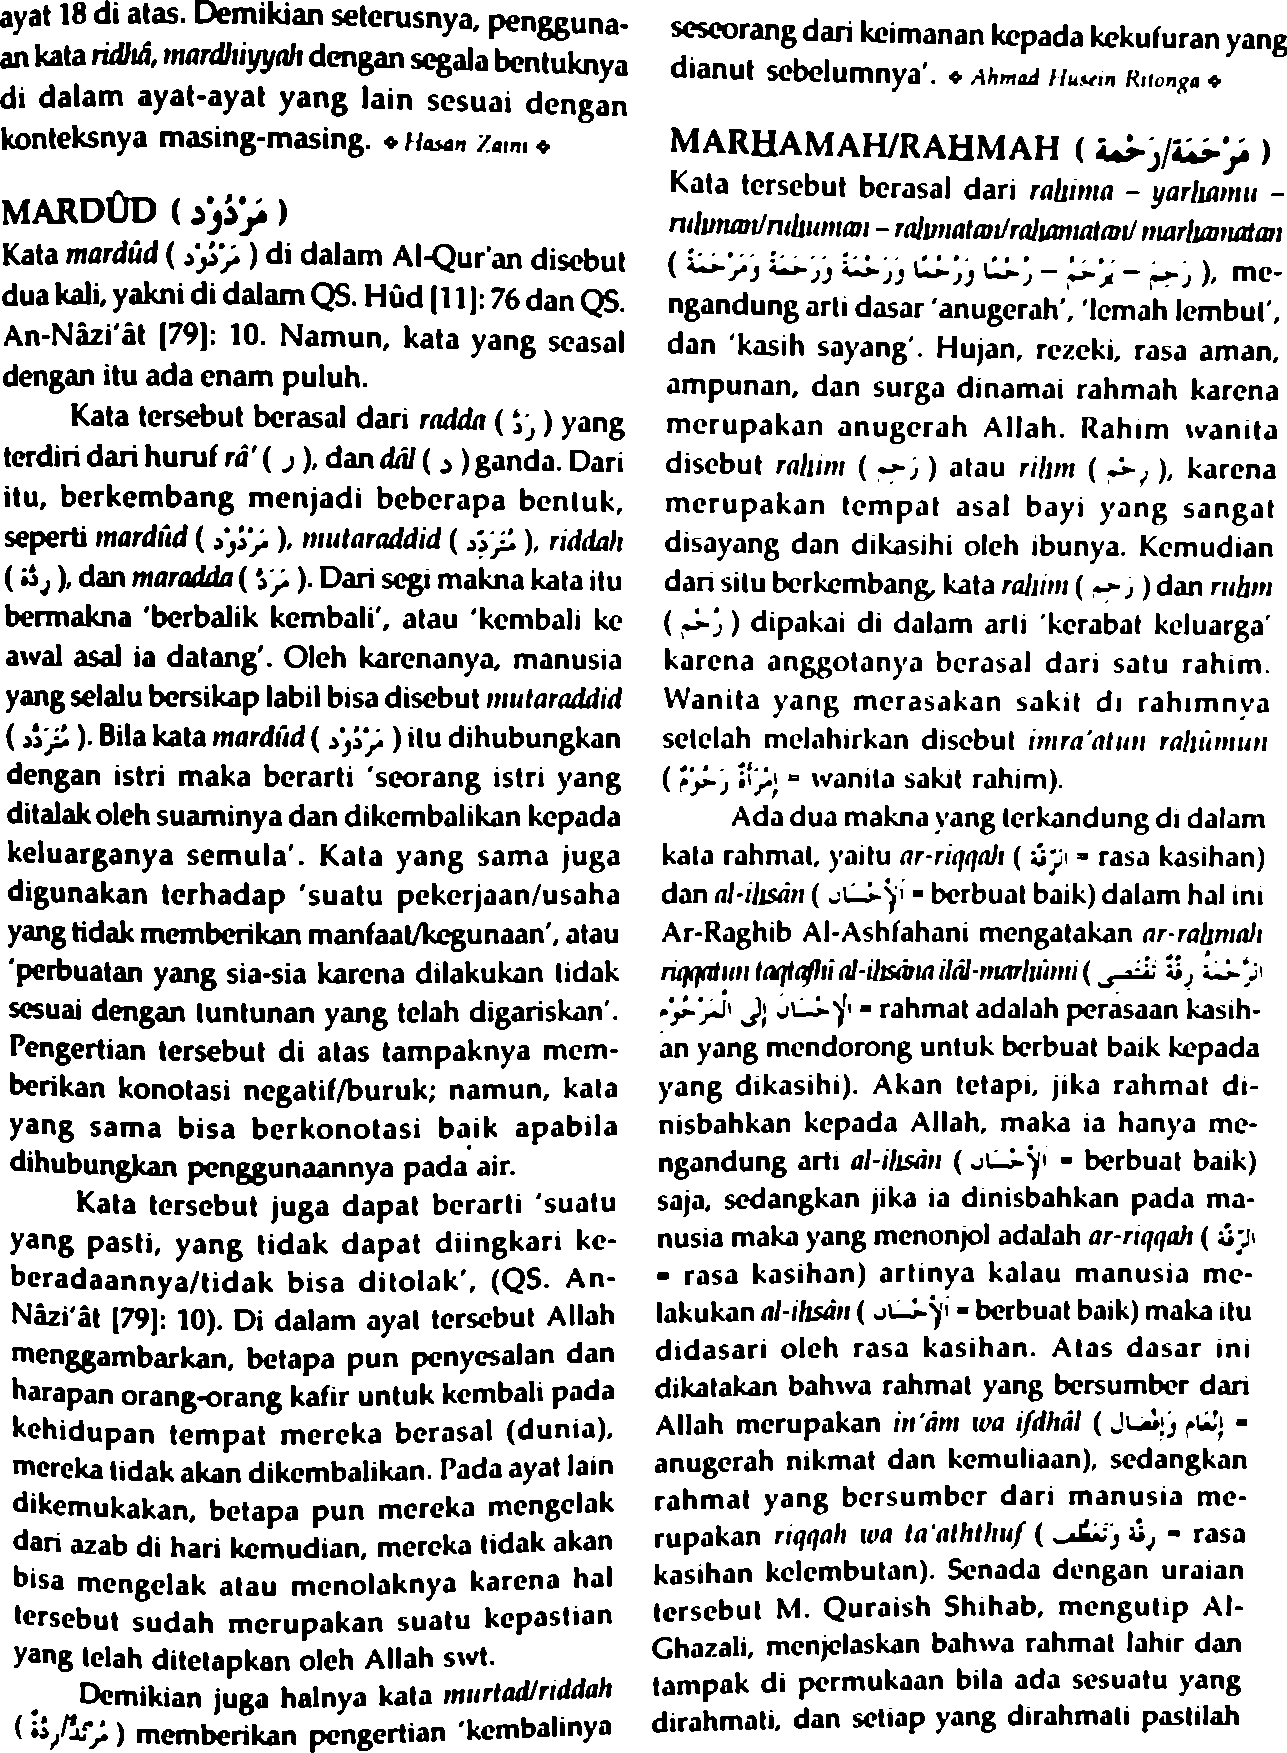 ayat 18 di atas. Demikian seterusnya, pengguna-
an kata ridhâ, mardhiyyah dengan segala bentuknya
di dalam ayat-ayat yang lain sesuai dengan
konteksnya masing-masing. ✦ Hasan Zaini ✦
MARDÛD ( مَرْدُوْد )
Kata mardûd ( مَرْدُوْد ) di dalam Al-Qur'an disebut
dua kali, yakni di dalam QS. Hûd [11]: 76 dan QS.
An-Nâzi'ât [79]: 10. Namun, kata yang seasal
dengan itu ada enam puluh.
Kata tersebut berasal dari radda ( رَدَّ ) yang
terdiri dari huruf râ' ( ر ), dan dâl ( د ) ganda. Dari
itu, berkembang menjadi beberapa bentuk,
seperti mardûd ( مَرْدُوْد ), mutaraddid ( مُتَرَدِّد ), riddah
( رِدَّة ), dan maradda ( مَرَدَّ ). Dari segi makna kata itu
bermakna 'berbalik kembali', atau 'kembali ke
awal asal ia datang'. Oleh karenanya, manusia
yang selalu bersikap labil bisa disebut mutaraddid
( مُتَرَدِّد ). Bila kata mardûd ( مَرْدُوْد ) itu dihubungkan
dengan istri maka berarti 'seorang istri yang
ditalak oleh suaminya dan dikembalikan kepada
keluarganya semula'. Kata yang sama juga
digunakan terhadap 'suatu pekerjaan/usaha
yang tidak memberikan manfaat/kegunaan', atau
'perbuatan yang sia-sia karena dilakukan tidak
sesuai dengan tuntunan yang telah digariskan'.
Pengertian tersebut di atas tampaknya mem-
berikan konotasi negatif/buruk; namun, kata
yang sama bisa berkonotasi baik apabila
dihubungkan penggunaannya pada air.
Kata tersebut juga dapat berarti 'suatu
yang pasti, yang tidak dapat diingkari ke-
beradaannya/tidak bisa ditolak', (QS. An-
Nâzi'ât [79]: 10). Di dalam ayat tersebut Allah
menggambarkan, betapa pun penyesalan dan
harapan orang-orang kafir untuk kembali pada
kehidupan tempat mereka berasal (dunia),
mereka tidak akan dikembalikan. Pada ayat lain
dikemukakan, betapa pun mereka mengelak
dari azab di hari kemudian, mereka tidak akan
bisa mengelak atau menolaknya karena hal
tersebut sudah merupakan suatu kepastian
yang telah ditetapkan oleh Allah swt.
Demikian juga halnya kata murtad/riddah
( مُرْتَدّ/رِدَّة ) memberikan pengertian 'kembalinya
seseorang dari keimanan kepada kekufuran yang
dianut sebelumnya'. ✦ Ahmad Husein Ritonga ✦
MARHAMAH/RAHMAH ( مَرْحَمَة/رَحْمَة )
Kata tersebut berasal dari rahima – yarhamu –
ruhman/ruhuman – rahmatan/rahamatan/ marhamatan
( رَحِمَ – يَرْحَمُ – رُحْمًا وَرُحُمًا وَرَحْمَةً وَرَحَمَةً وَمَرْحَمَةً ), me-
ngandung arti dasar 'anugerah', 'lemah lembut',
dan 'kasih sayang'. Hujan, rezeki, rasa aman,
ampunan, dan surga dinamai rahmah karena
merupakan anugerah Allah. Rahim wanita
disebut rahim ( رَحِم ) atau rihm ( رِحْم ), karena
merupakan tempat asal bayi yang sangat
disayang dan dikasihi oleh ibunya. Kemudian
dari situ berkembang, kata rahim ( رَحِم ) dan ruhm
( رُحْم ) dipakai di dalam arti 'kerabat keluarga'
karena anggotanya berasal dari satu rahim.
Wanita yang merasakan sakit di rahimnya
setelah melahirkan disebut imra'atun rahûmun
( إِمْرَأَةٌ رَحُوْمٌ = wanita sakit rahim).
Ada dua makna yang terkandung di dalam
kata rahmat, yaitu ar-riqqah ( الرِّقَّة = rasa kasihan)
dan al-ihsân ( الْإِحْسَان = berbuat baik) dalam hal ini
Ar-Raghib Al-Ashfahani mengatakan ar-rahmah
riqqatun taqtadhî al-ihsâna ilâl-marhûmi ( الرَّحْمَةُ رِقَّةٌ تَقْتَضِى
الْإِحْسَانَ إِلَى الْمَرْحُوْمِ = rahmat adalah perasaan kasih-
an yang mendorong untuk berbuat baik kepada
yang dikasihi). Akan tetapi, jika rahmat di-
nisbahkan kepada Allah, maka ia hanya me-
ngandung arti al-ihsân ( الْإِحْسَان = berbuat baik)
saja, sedangkan jika ia dinisbahkan pada ma-
nusia maka yang menonjol adalah ar-riqqah ( الرِّقَّة
= rasa kasihan) artinya kalau manusia me-
lakukan al-ihsân ( الْإِحْسَان = berbuat baik) maka itu
didasari oleh rasa kasihan. Atas dasar ini
dikatakan bahwa rahmat yang bersumber dari
Allah merupakan in'âm wa ifdhâl ( إِنْعَام وَإِفْضَال =
anugerah nikmat dan kemuliaan), sedangkan
rahmat yang bersumber dari manusia me-
rupakan riqqah wa ta'aththuf ( رِقَّة وَتَعَطُّف = rasa
kasihan kelembutan). Senada dengan uraian
tersebut M. Quraish Shihab, mengutip Al-
Ghazali, menjelaskan bahwa rahmat lahir dan
tampak di permukaan bila ada sesuatu yang
dirahmati, dan setiap yang dirahmati pastilah